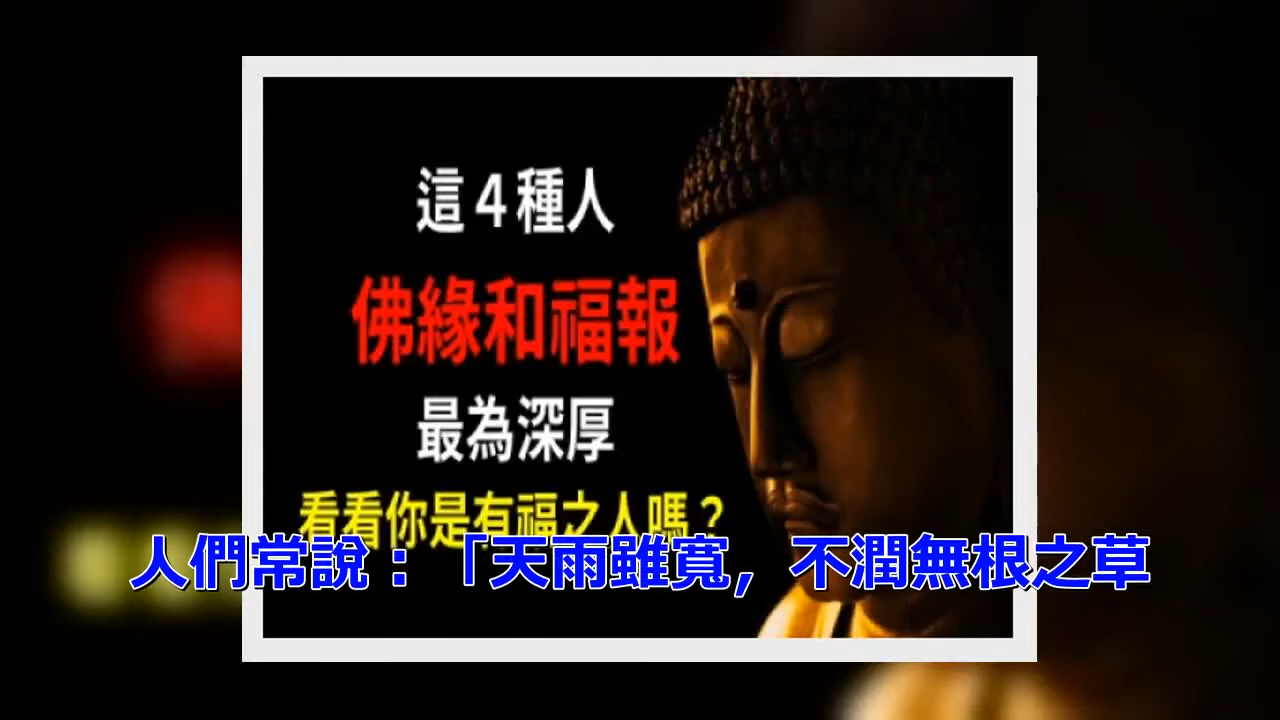 這4種人
佛緣和福報
最為深厚
看看你是有福之人嗎？
人們常說：「天雨雖寬，不潤無根之草